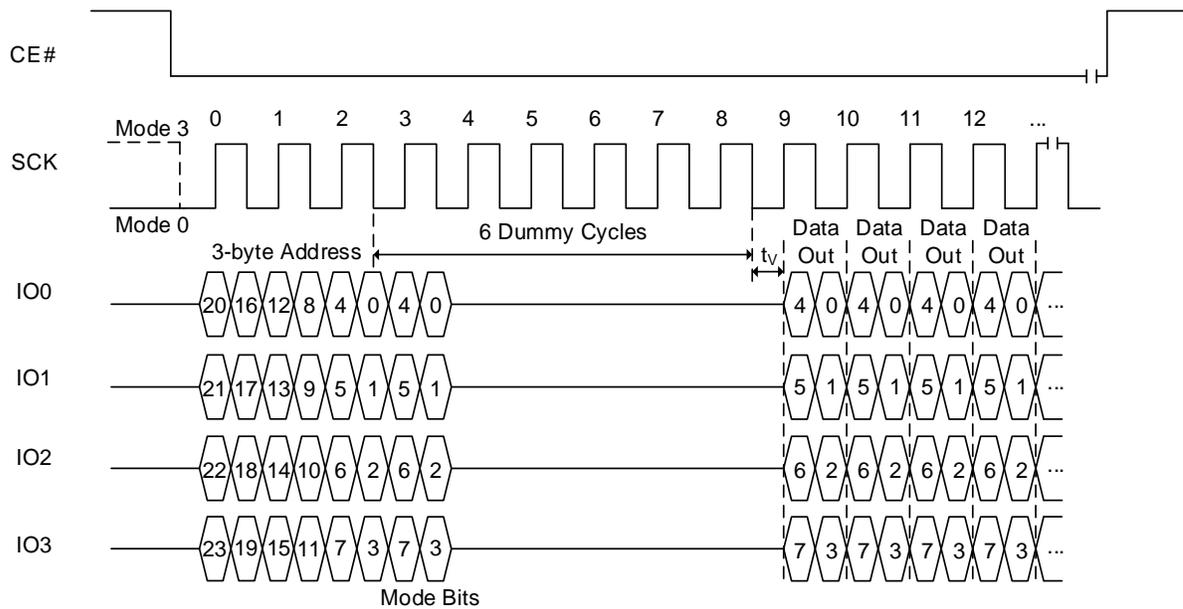 CE#
0 1 2 3 4 5 6 7 8 9 10 11 12 ...
Mode 3
SCK
Mode 0
6 Dummy Cycles
Data Data Data Data
3-byte Address
tV
Out Out Out Out
IO0
20 16 12 8 4 0 4 0 4 0 4 0 4 0 4 0 ...
IO1
21 17 13 9 5 1 5 1 5 1 5 1 5 1 5 1 ...
IO2
22 18 14 10 6 2 6 2 6 2 6 2 6 2 6 2 ...
IO3
23 19 15 11 7 3 7 3 7 3 7 3 7 3 7 3 ...
Mode Bits